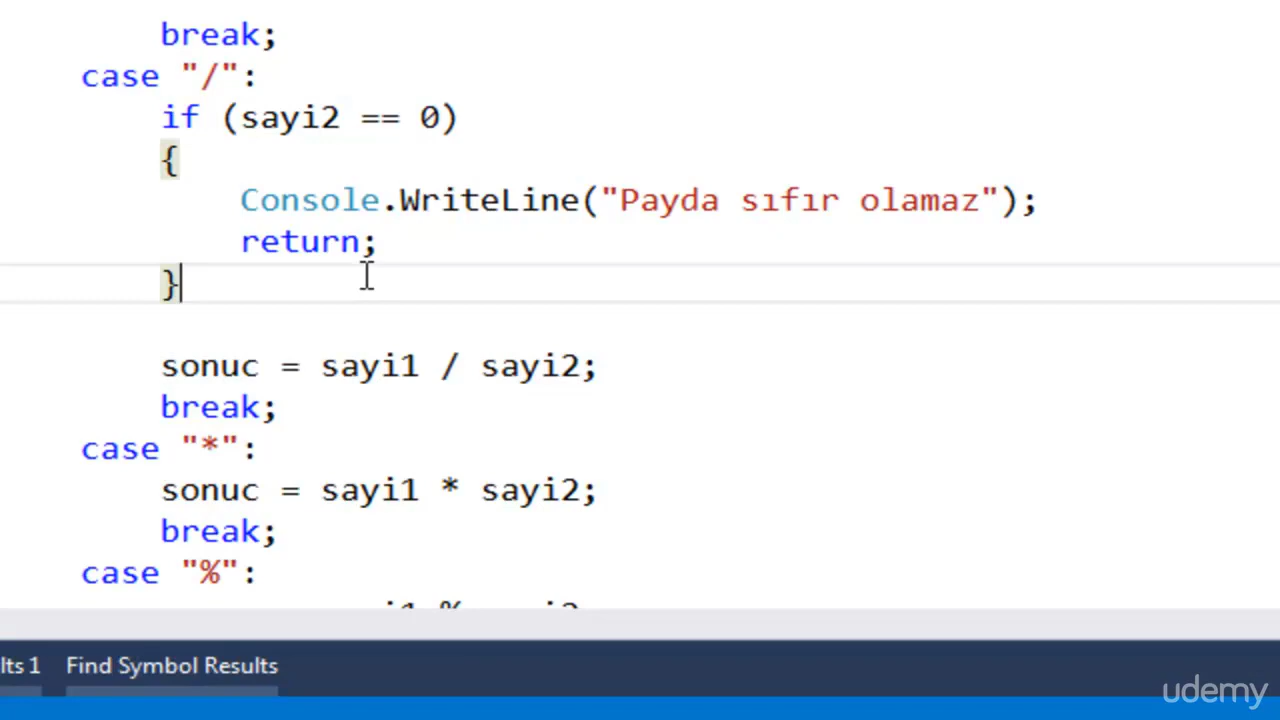 break;
case "/":
if (sayi2 == 0)
{
Console.WriteLine("Payda sıfır olamaz");
return;
}
sonuc = sayi1 / sayi2;
break;
case "*":
sonuc = sayi1 * sayi2;
break;
case "%":
lts 1 Find Symbol Results
udemy